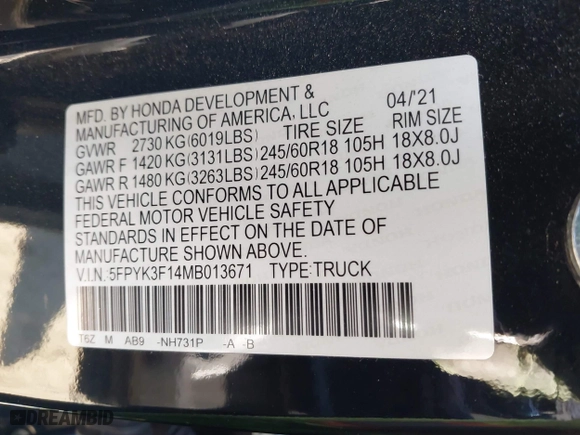 MFD. BY HONDA DEVELOPMENT &
MANUFACTURING OF AMERICA, LLC 04/'21
GVWR 2730 KG (6019LBS) TIRE SIZE RIM SIZE
GAWR F 1420 KG (3131LBS) 245/60R18 105H 18X8.0J
GAWR R 1480 KG (3263LBS) 245/60R18 105H 18X8.0J
THIS VEHICLE CONFORMS TO ALL APPLICABLE
FEDERAL MOTOR VEHICLE SAFETY
STANDARDS IN EFFECT ON THE DATE OF
MANUFACTURE SHOWN ABOVE.
V.I.N.:5FPYK3F14MB013671 TYPE:TRUCK
T6Z M AB9 -NH731P -A -B
DREAMBID